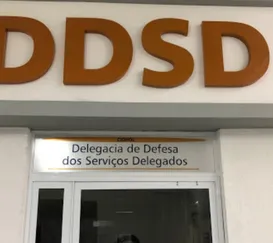 DDSD
Delegacia de Defesa
dos Serviços Delegados